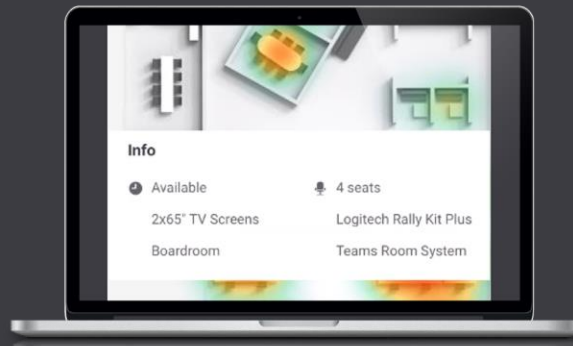 Info
Available
4 seats
2x65" TV Screens
Logitech Rally Kit Plus
Boardroom
Teams Room System